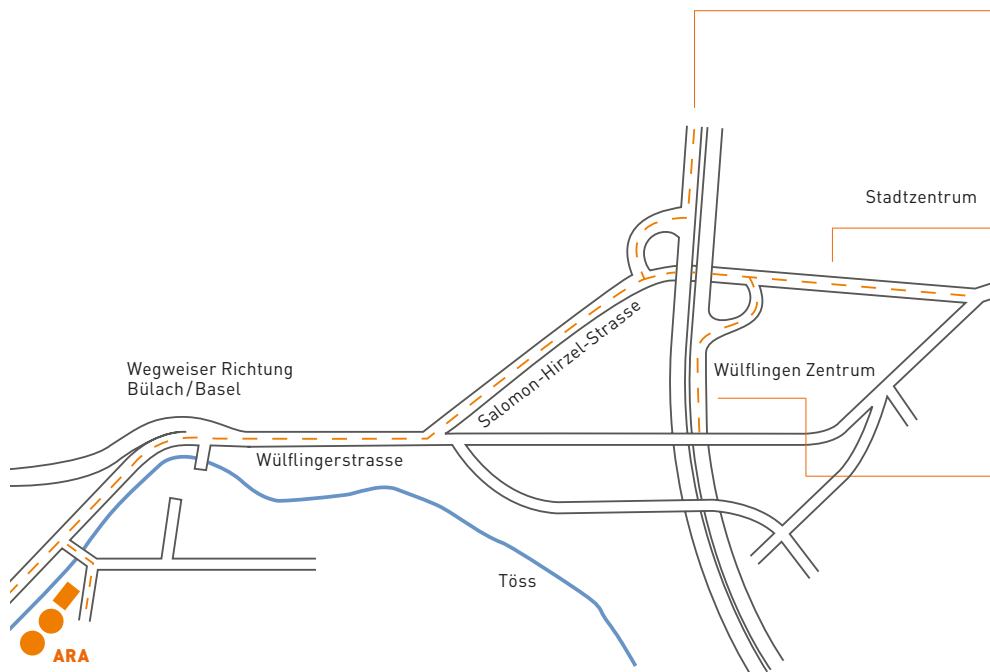 Stadtzentrum
Salomon-Hirzel-Strasse
Wegweiser Richtung
Bülach/Basel
Wülflingen Zentrum
Wülflingerstrasse
Töss
ARA